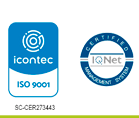 icontec
ISO 9001
SC-CER273443
CERTIFIED
IQNet
MANAGEMENT SYSTEM